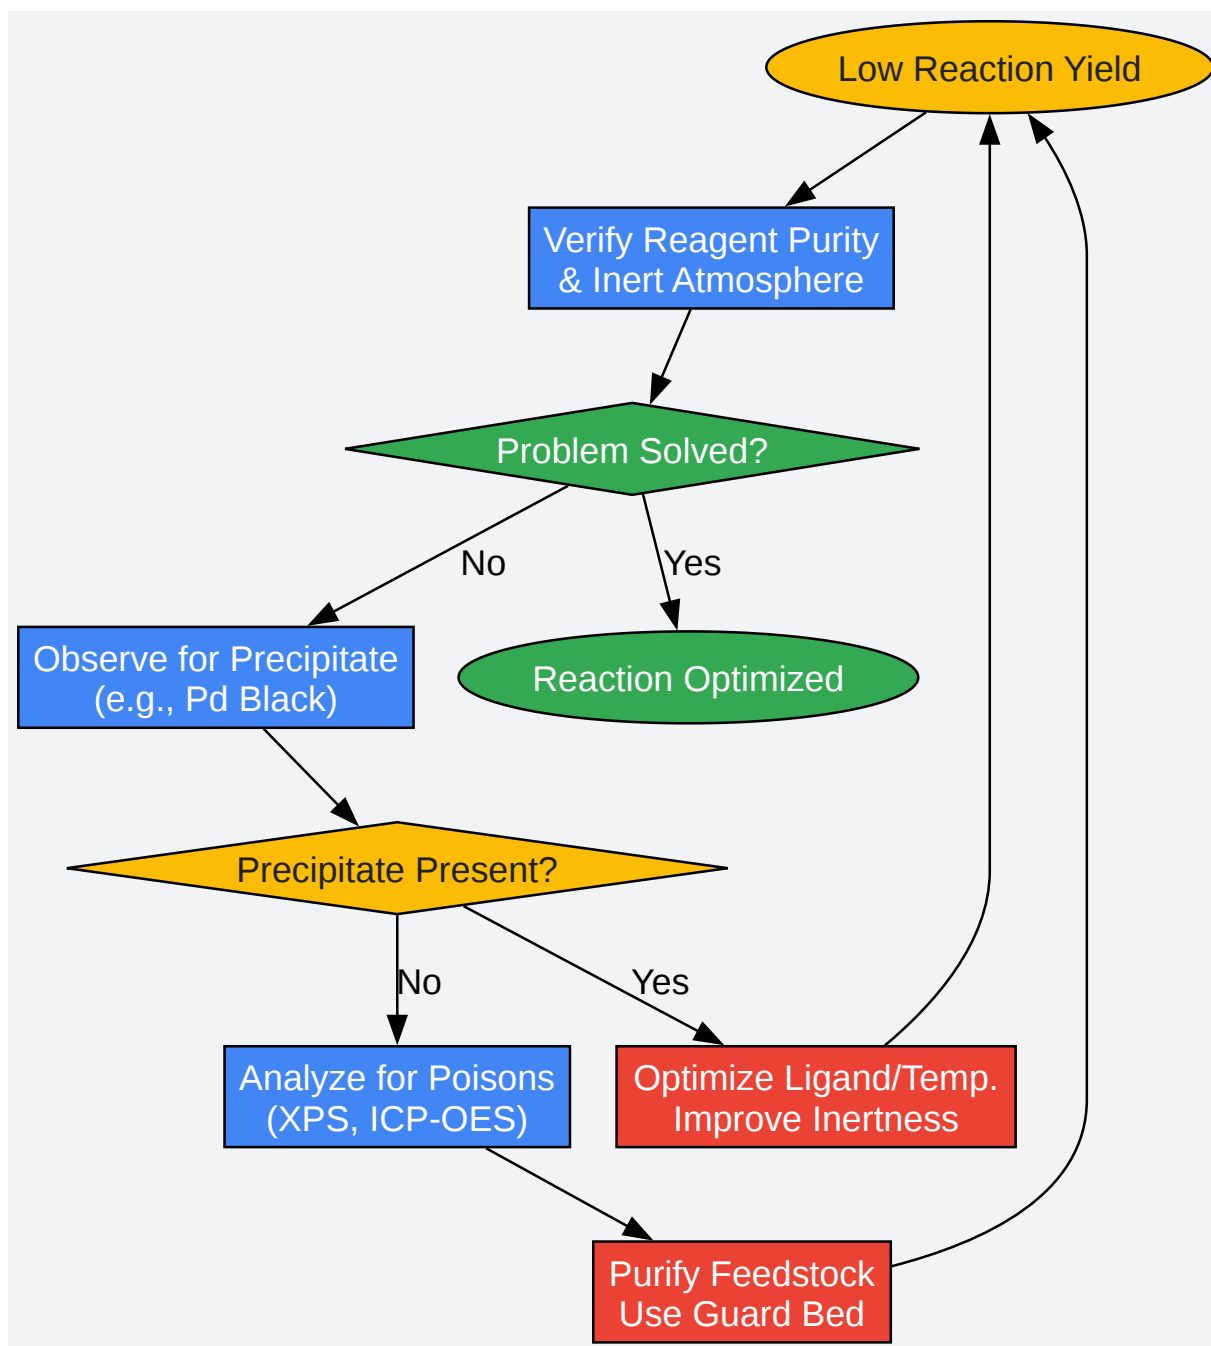 Low Reaction Yield
Verify Reagent Purity
& Inert Atmosphere
Problem Solved?
No
Yes
Observe for Precipitate
(e.g., Pd Black)
Reaction Optimized
Precipitate Present?
No
Yes
Analyze for Poisons
(XPS, ICP-OES)
Optimize Ligand/Temp.
Improve Inertness
Purify Feedstock
Use Guard Bed